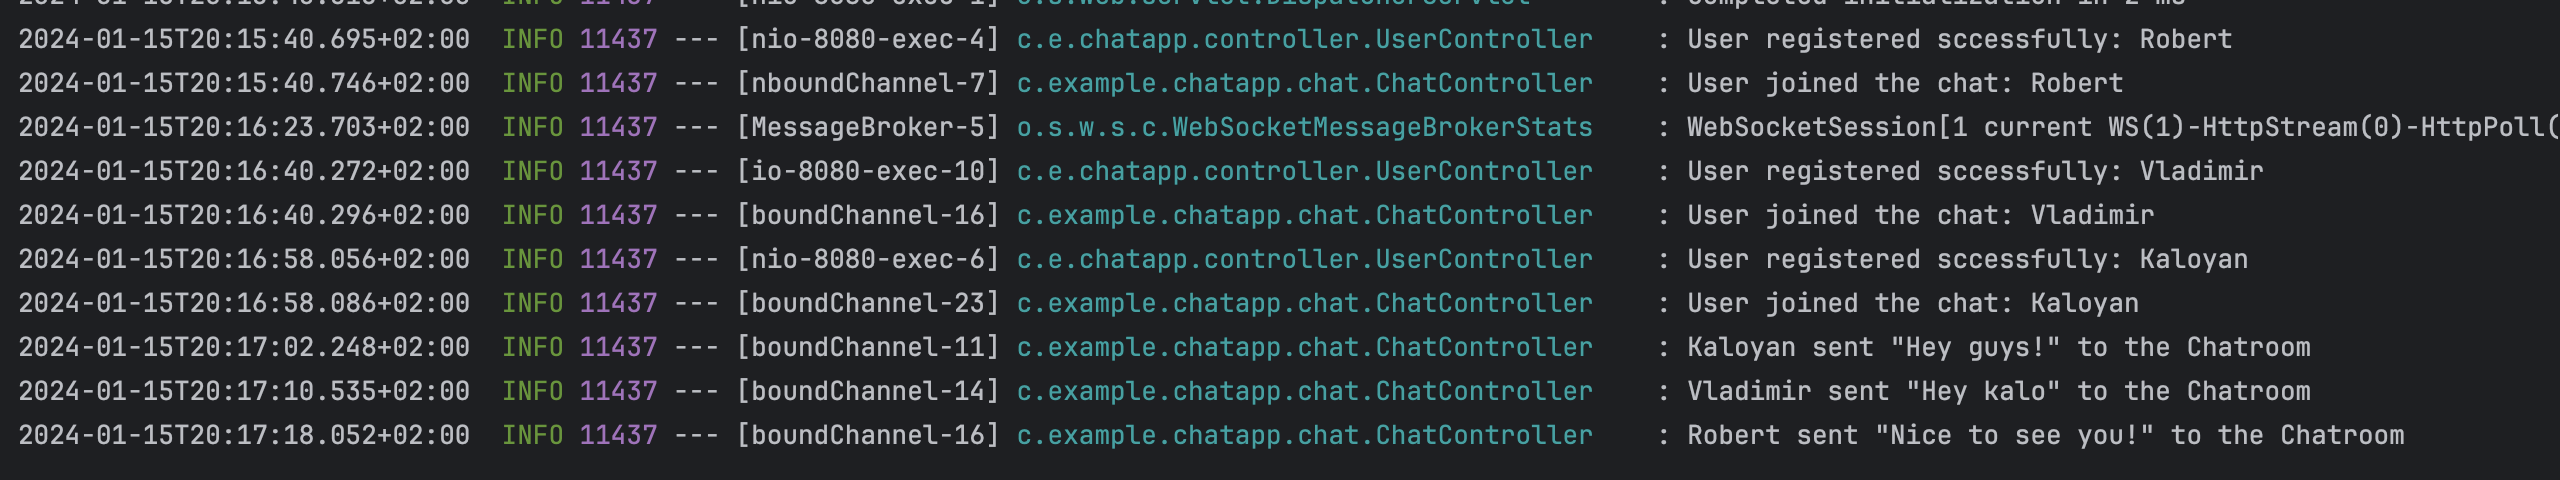 INFO 11437 --- : Completed initialization in 2 ms
2024-01-15T20:15:40.695+02:00  INFO 11437 --- [nio-8080-exec-4] c.e.chatapp.controller.UserController    : User registered sccessfully: Robert
2024-01-15T20:15:40.746+02:00  INFO 11437 --- [nboundChannel-7] c.example.chatapp.chat.ChatController    : User joined the chat: Robert
2024-01-15T20:16:23.703+02:00  INFO 11437 --- [MessageBroker-5] o.s.w.s.c.WebSocketMessageBrokerStats    : WebSocketSession[1 current WS(1)-HttpStream(0)-HttpPoll(
2024-01-15T20:16:40.272+02:00  INFO 11437 --- [io-8080-exec-10] c.e.chatapp.controller.UserController    : User registered sccessfully: Vladimir
2024-01-15T20:16:40.296+02:00  INFO 11437 --- [boundChannel-16] c.example.chatapp.chat.ChatController    : User joined the chat: Vladimir
2024-01-15T20:16:58.056+02:00  INFO 11437 --- [nio-8080-exec-6] c.e.chatapp.controller.UserController    : User registered sccessfully: Kaloyan
2024-01-15T20:16:58.086+02:00  INFO 11437 --- [boundChannel-23] c.example.chatapp.chat.ChatController    : User joined the chat: Kaloyan
2024-01-15T20:17:02.248+02:00  INFO 11437 --- [boundChannel-11] c.example.chatapp.chat.ChatController    : Kaloyan sent "Hey guys!" to the Chatroom
2024-01-15T20:17:10.535+02:00  INFO 11437 --- [boundChannel-14] c.example.chatapp.chat.ChatController    : Vladimir sent "Hey kalo" to the Chatroom
2024-01-15T20:17:18.052+02:00  INFO 11437 --- [boundChannel-16] c.example.chatapp.chat.ChatController    : Robert sent "Nice to see you!" to the Chatroom